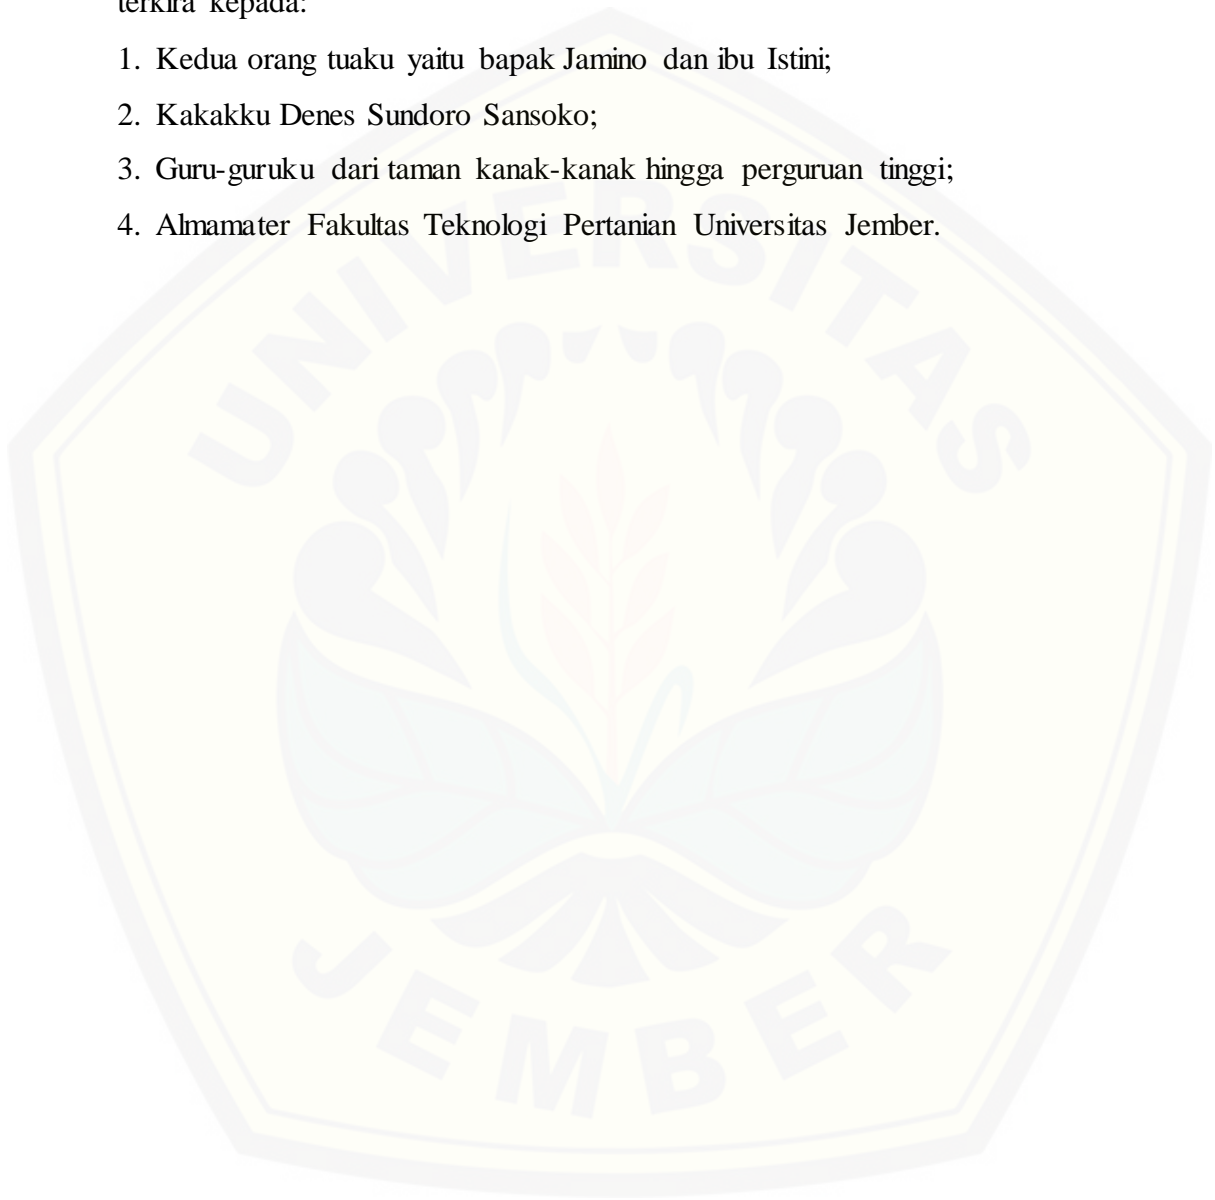 terkira kepada:
1. Kedua orang tuaku yaitu bapak Jamino dan ibu Istini;
2. Kakakku Denes Sundoro Sansoko;
3. Guru-guruku dari taman kanak-kanak hingga perguruan tinggi;
4. Almamater Fakultas Teknologi Pertanian Universitas Jember.
UNIVERSITAS
JEMBER